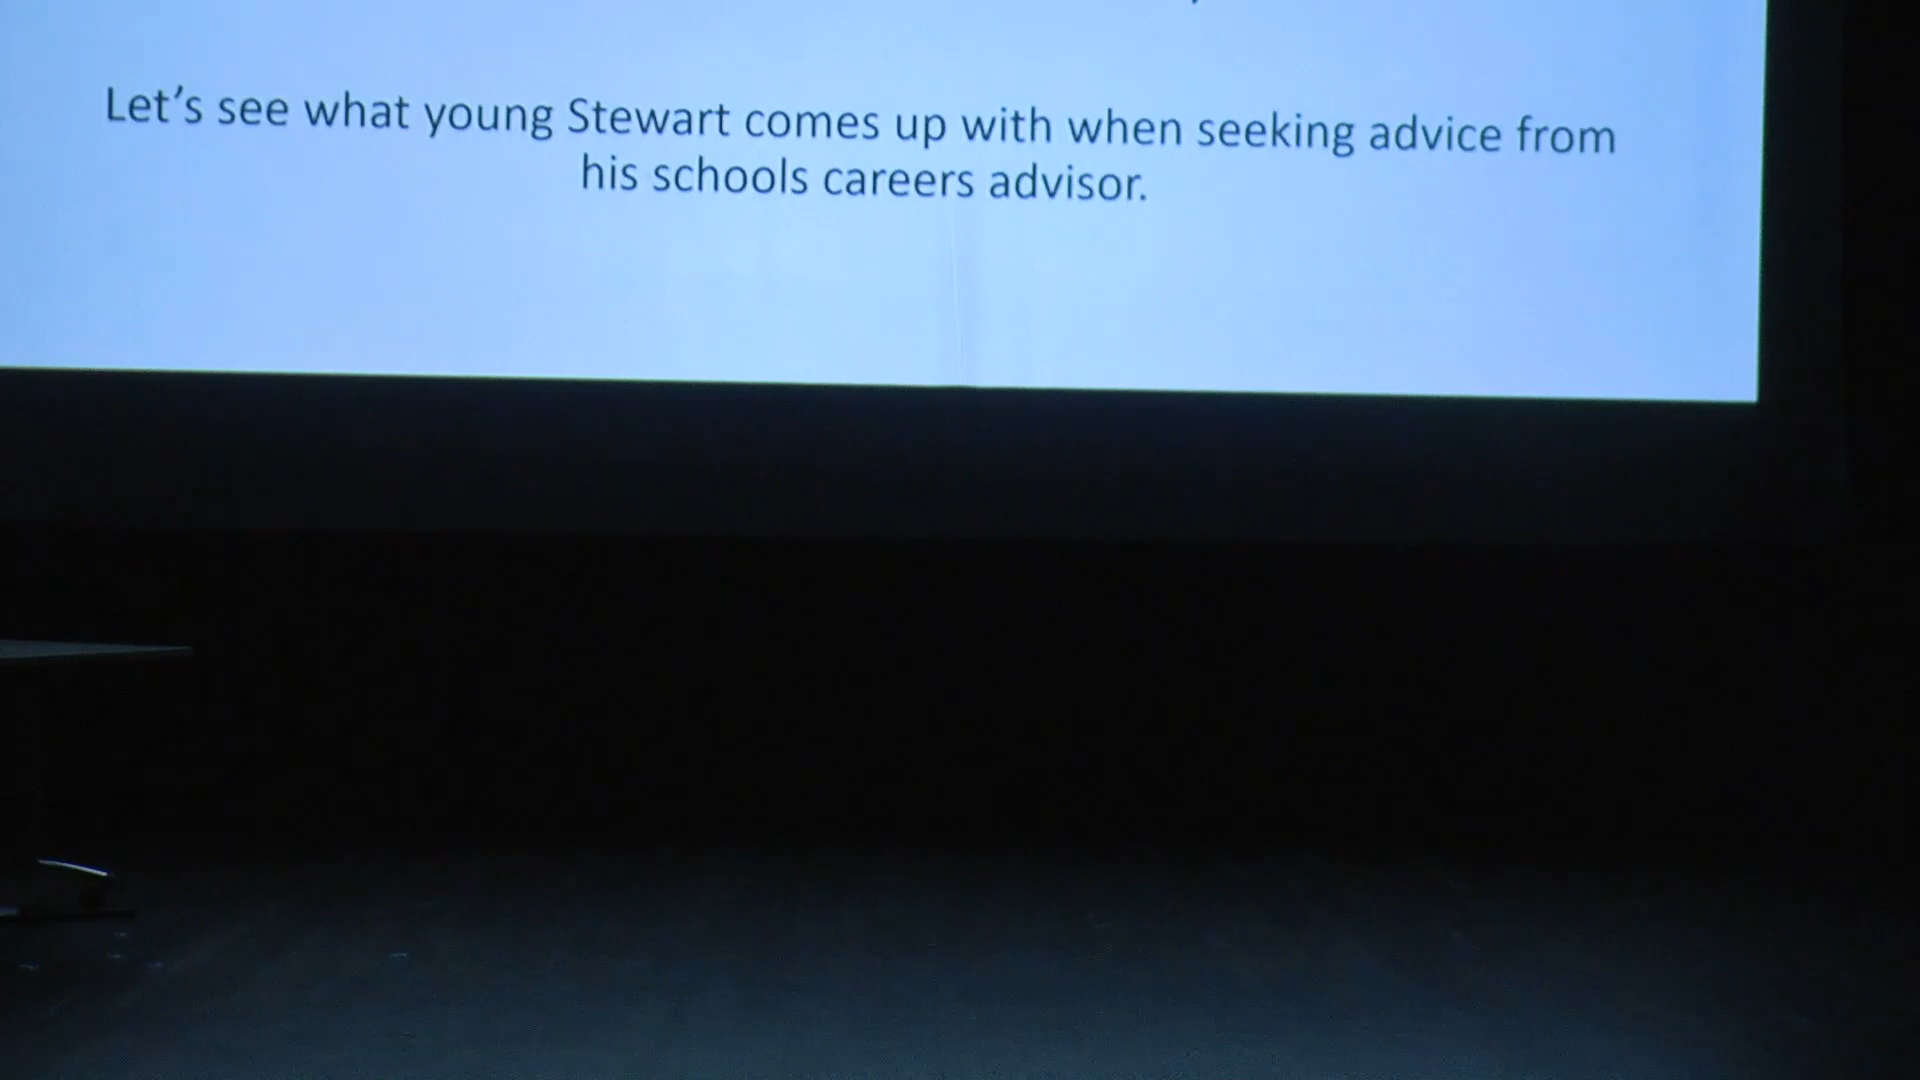 Let's see what young Stewart comes up with when seeking advice from
his schools careers advisor.